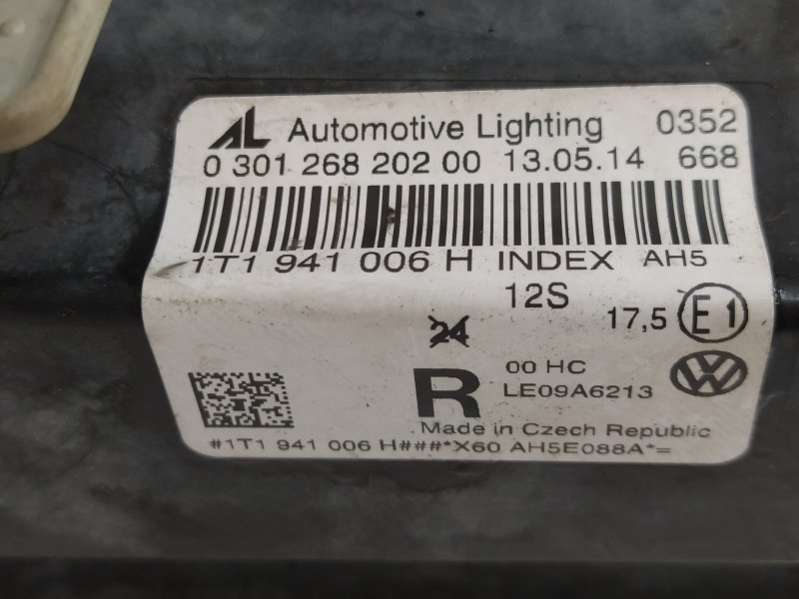 AL Automotive Lighting 0352
0 301 268 202 00 13.05.14 668
1T1 941 006 H INDEX AH5
12S
24 17,5 E1
00 HC
R LE09A6213
Made in Czech Republic
#1T1 941 006 H###*X60 AH5E088A*=